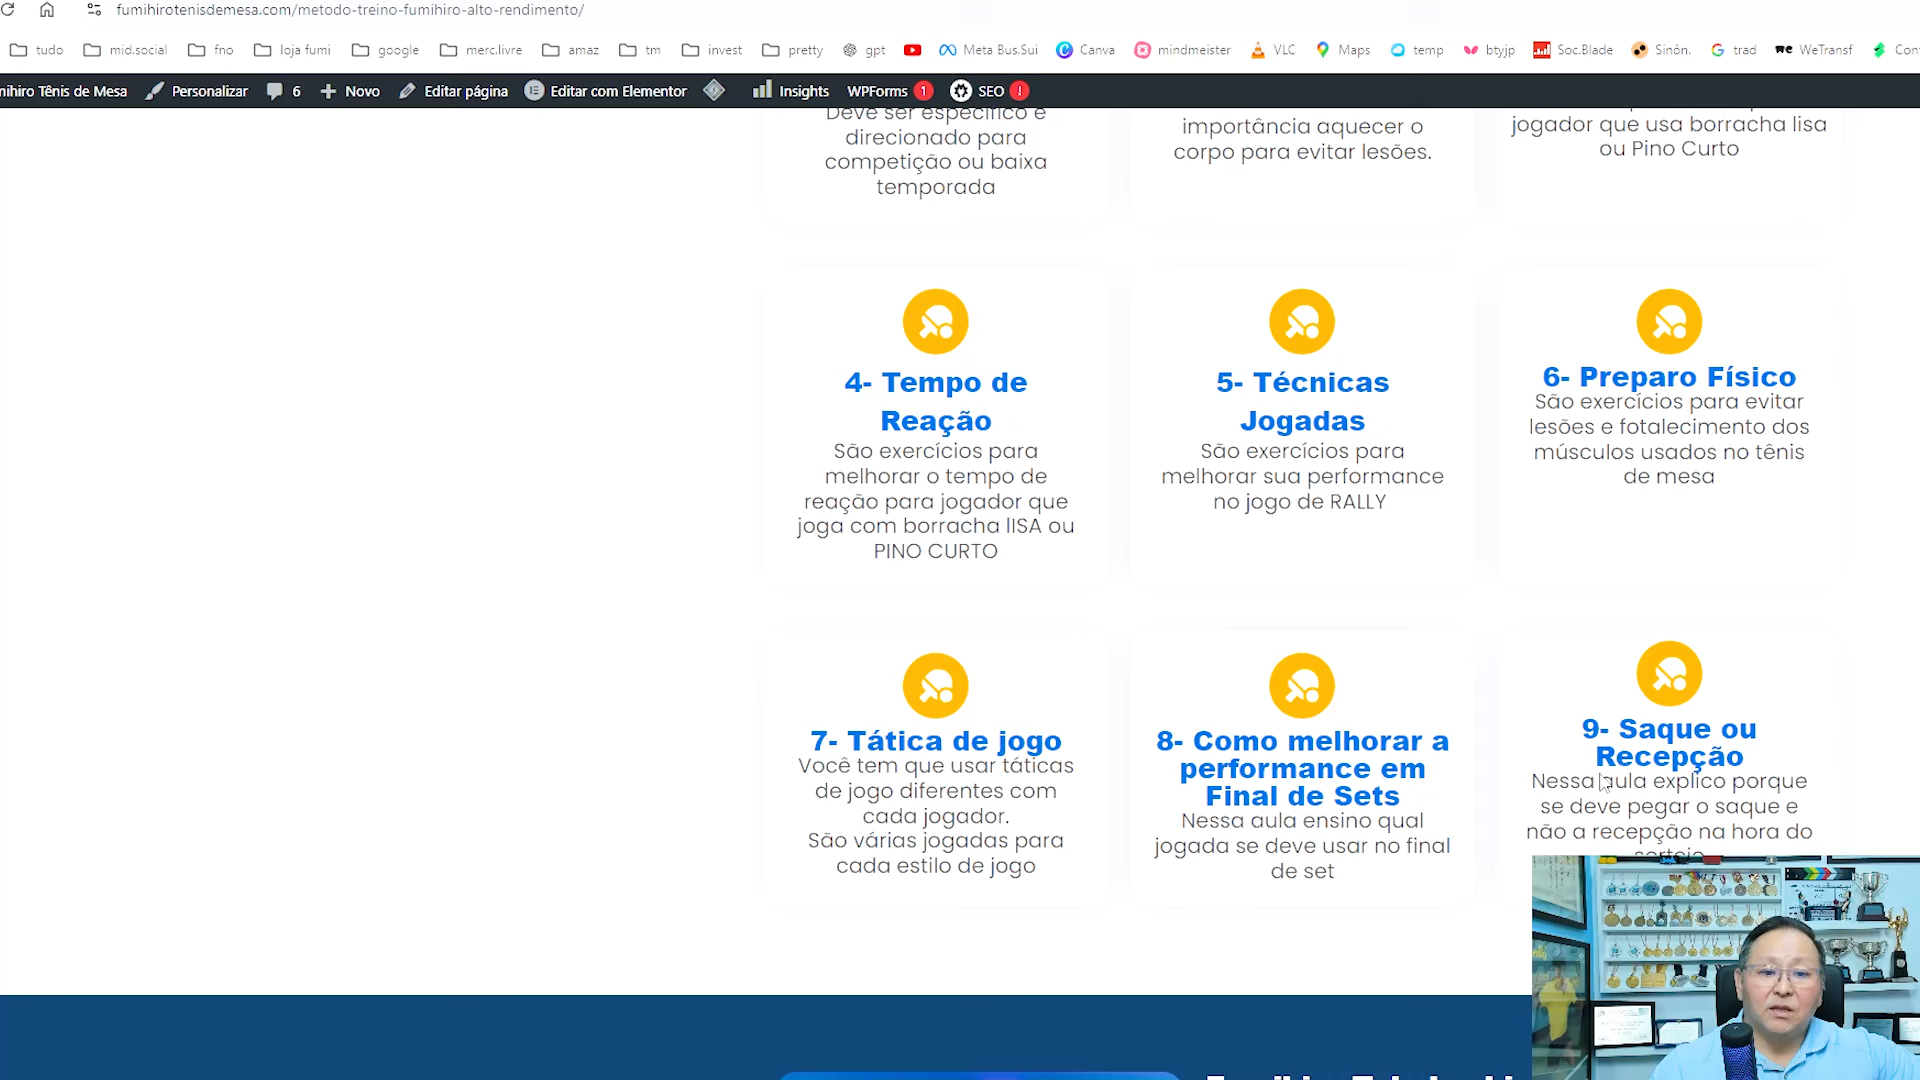 fumihirotenisdemesa.com/metodo-treino-fumihiro-alto-rendimento/
tudo mid.social fno loja fumi google merc.livre amaz tm invest pretty gpt Meta Bus.Sui Canva mindmeister VLC Maps temp btyjp Soc.Blade Sinôn. trad WeTransf Con
mihiro Tênis de Mesa Personalizar 6 Novo Editar página Editar com Elementor Insights WPForms 1 SEO !
Deve ser específico e
direcionado para
competição ou baixa
temporada
importância aquecer o
corpo para evitar lesões.
jogador que usa borracha lisa
ou Pino Curto
4- Tempo de
Reação
São exercícios para
melhorar o tempo de
reação para jogador que
joga com borracha lISA ou
PINO CURTO
5- Técnicas
Jogadas
São exercícios para
melhorar sua performance
no jogo de RALLY
6- Preparo Físico
São exercícios para evitar
lesões e fotalecimento dos
músculos usados no tênis
de mesa
7- Tática de jogo
Você tem que usar táticas
de jogo diferentes com
cada jogador.
São várias jogadas para
cada estilo de jogo
8- Como melhorar a
performance em
Final de Sets
Nessa aula ensino qual
jogada se deve usar no final
de set
9- Saque ou
Recepção
Nessa aula explico porque
se deve pegar o saque e
não a recepção na hora do
sorteio